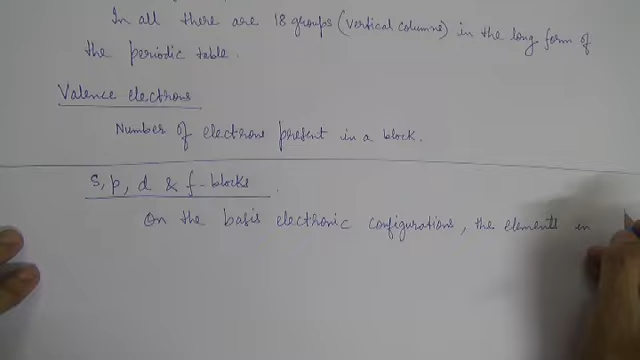 In all there are 18 groups (vertical columns) in the long form of
the periodic table.
Valence electrons
Number of electrons present in a block.
s, p, d & f-blocks
On the basis electronic configurations, the elements in